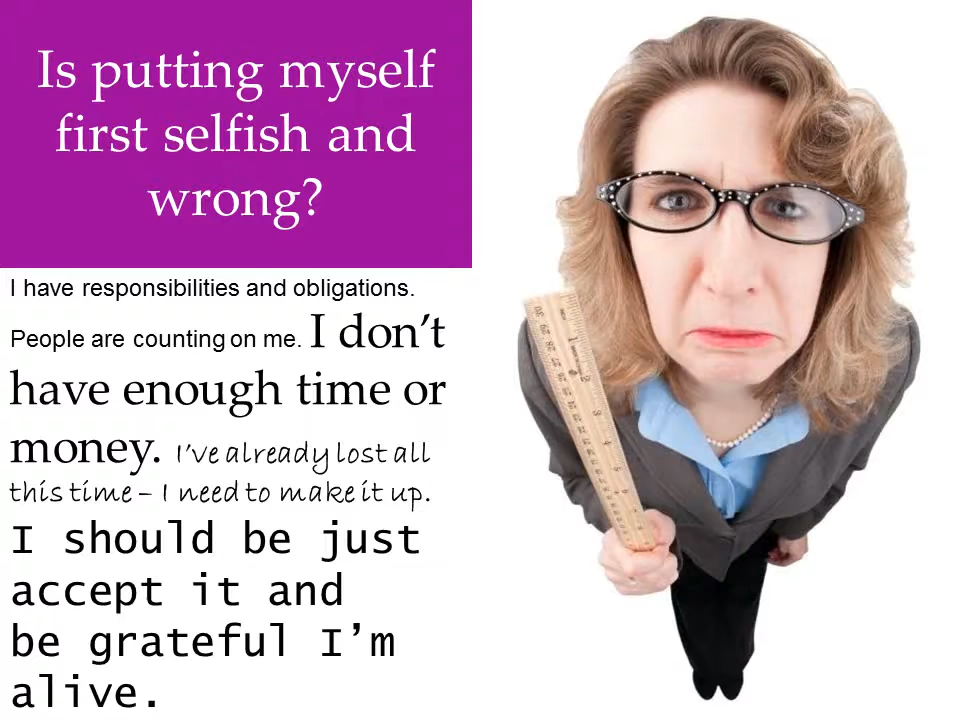 Is putting myself
first selfish and
wrong?
I have responsibilities and obligations.
People are counting on me. I don’t
have enough time or
money. I’ve already lost all
this time – I need to make it up.
I should be just
accept it and
be grateful I’m
alive.